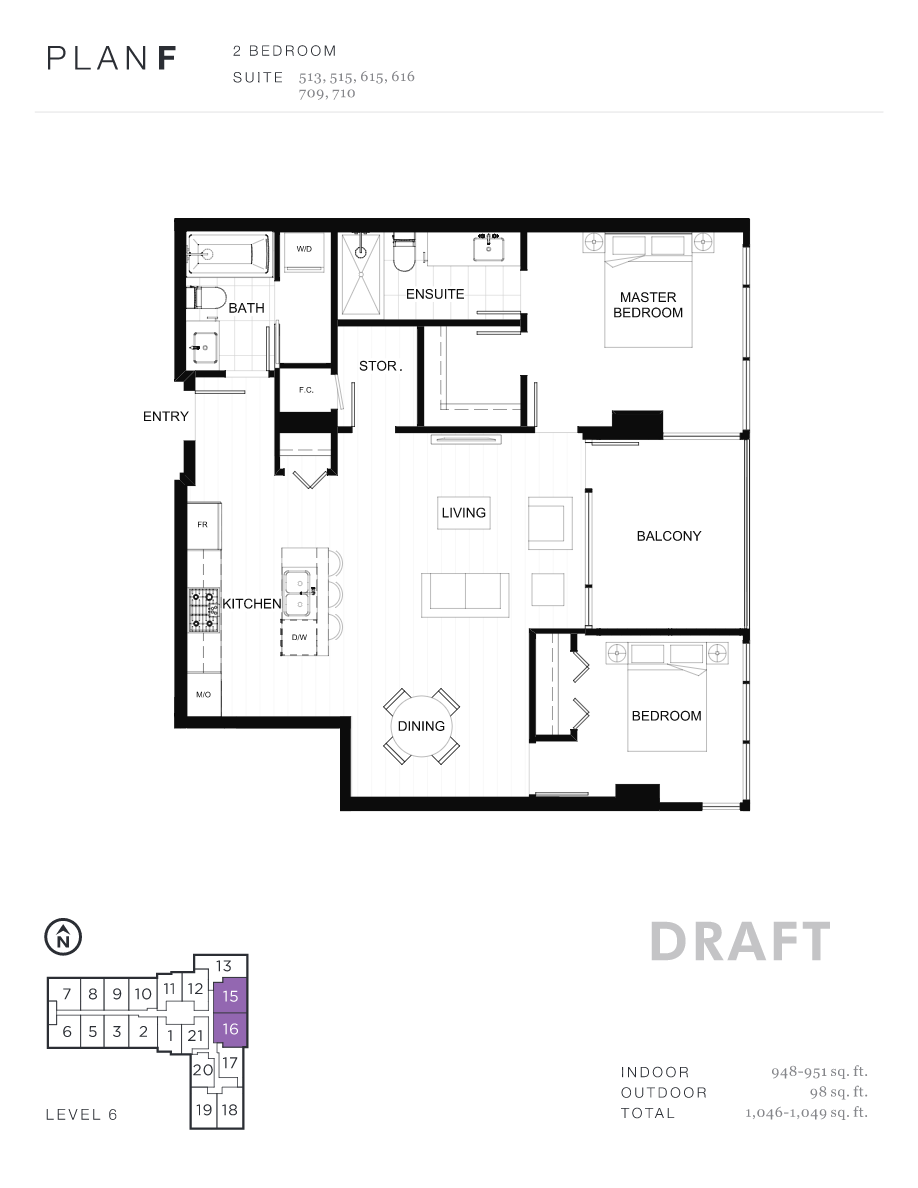 PLAN F
2 BEDROOM
SUITE 513, 515, 615, 616
709, 710
W/D
BATH
ENSUITE
MASTER
BEDROOM
STOR.
F.C.
ENTRY
FR
LIVING
BALCONY
KITCHEN
D/W
M/O
DINING
BEDROOM
N
DRAFT
13
7 8 9 10 11 12 15
6 5 3 2 1 21 16
20 17
19 18
LEVEL 6
INDOOR 948-951 sq. ft.
OUTDOOR 98 sq. ft.
TOTAL 1,046-1,049 sq. ft.